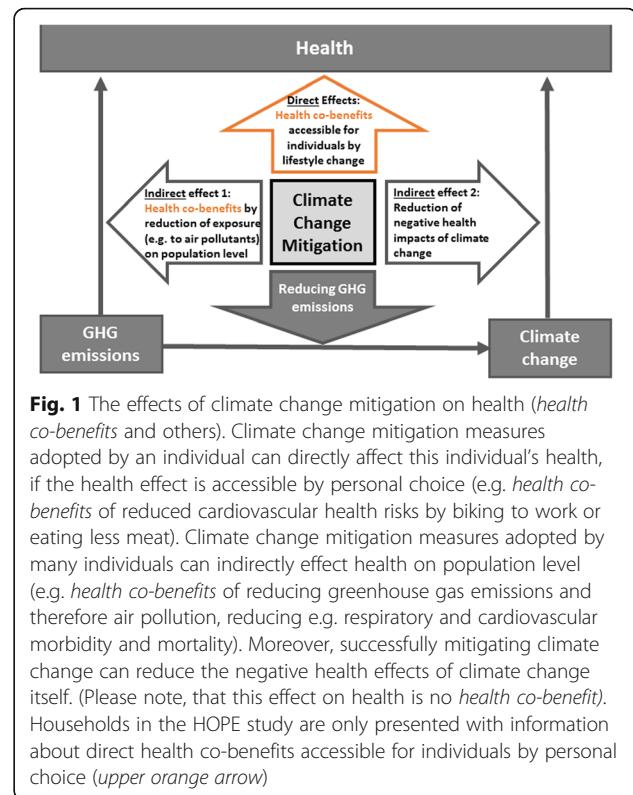 Health
Direct Effects:
Health co-benefits
accessible for
individuals by
lifestyle change
Indirect effect 1:
Health co-benefits by
reduction of exposure
(e.g. to air pollutants)
on population level
Climate
Change
Mitigation
Indirect effect 2:
Reduction of
negative health
impacts of climate
change
Reducing GHG
emissions
GHG
emissions
Climate
change
Fig. 1 The effects of climate change mitigation on health (health
co-benefits and others). Climate change mitigation measures
adopted by an individual can directly affect this individual's health,
if the health effect is accessible by personal choice (e.g. health co-
benefits of reduced cardiovascular health risks by biking to work or
eating less meat). Climate change mitigation measures adopted by
many individuals can indirectly effect health on population level
(e.g. health co-benefits of reducing greenhouse gas emissions and
therefore air pollution, reducing e.g. respiratory and cardiovascular
morbidity and mortality). Moreover, successfully mitigating climate
change can reduce the negative health effects of climate change
itself. (Please note, that this effect on health is no health co-benefit).
Households in the HOPE study are only presented with information
about direct health co-benefits accessible for individuals by personal
choice (upper orange arrow)